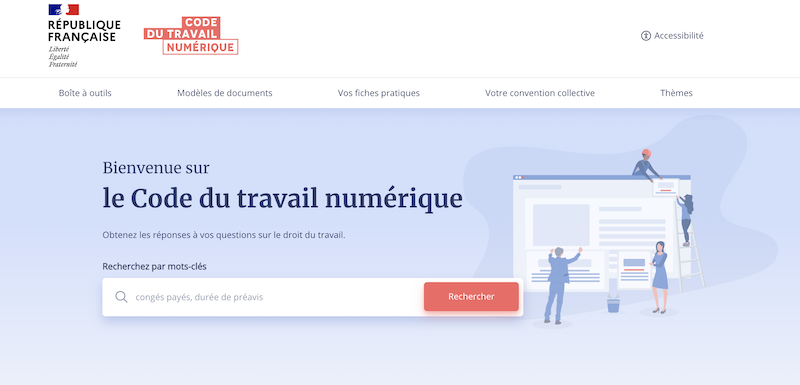 RÉPUBLIQUE
FRANÇAISE
Liberté
Égalité
Fraternité
CODE
DU TRAVAIL
NUMÉRIQUE
Accessibilité
Boîte à outils
Modèles de documents
Vos fiches pratiques
Votre convention collective
Thèmes
Bienvenue sur
le Code du travail numérique
Obtenez les réponses à vos questions sur le droit du travail.
Recherchez par mots-clés
congés payés, durée de préavis
Rechercher